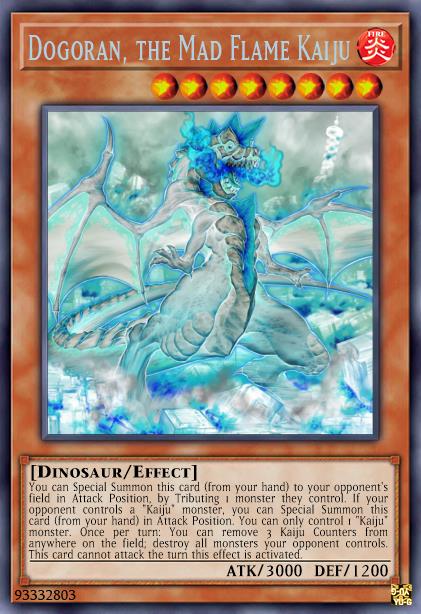 DOGORAN, THE MAD FLAME KAIJU
FIRE
炎
[DINOSAUR/EFFECT]
You can Special Summon this card (from your hand) to your opponent's
field in Attack Position, by Tributing 1 monster they control. If your
opponent controls a "Kaiju" monster, you can Special Summon this
card (from your hand) in Attack Position. You can only control 1 "Kaiju"
monster. Once per turn: You can remove 3 Kaiju Counters from
anywhere on the field; destroy all monsters your opponent controls.
This card cannot attack the turn this effect is activated.
ATK/3000 DEF/1200
93332803